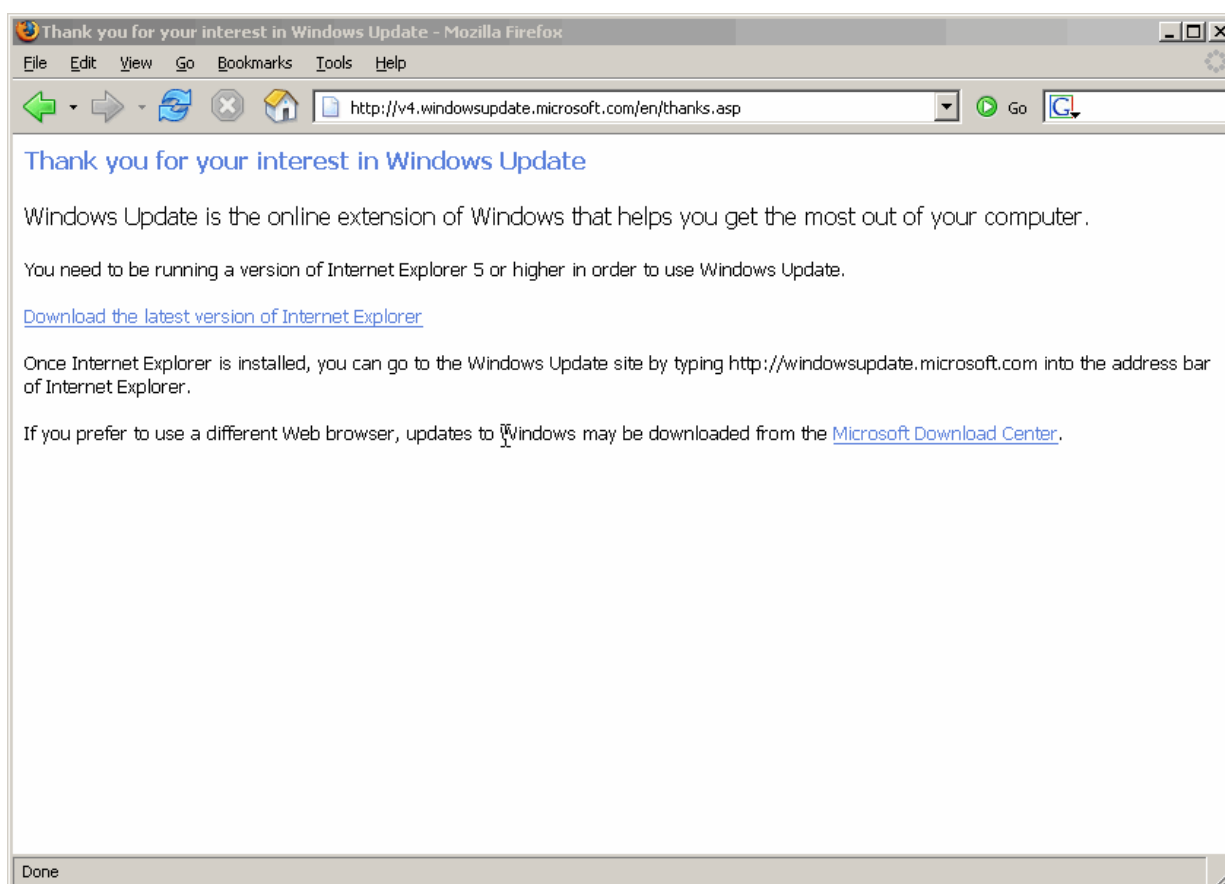 Thank you for your interest in Windows Update - Mozilla Firefox
File Edit View Go Bookmarks Tools Help
http://v4.windowsupdate.microsoft.com/en/thanks.asp Go G
Thank you for your interest in Windows Update
Windows Update is the online extension of Windows that helps you get the most out of your computer.
You need to be running a version of Internet Explorer 5 or higher in order to use Windows Update.
Download the latest version of Internet Explorer
Once Internet Explorer is installed, you can go to the Windows Update site by typing http://windowsupdate.microsoft.com into the address bar
of Internet Explorer.
If you prefer to use a different Web browser, updates to Windows may be downloaded from the Microsoft Download Center.
Done